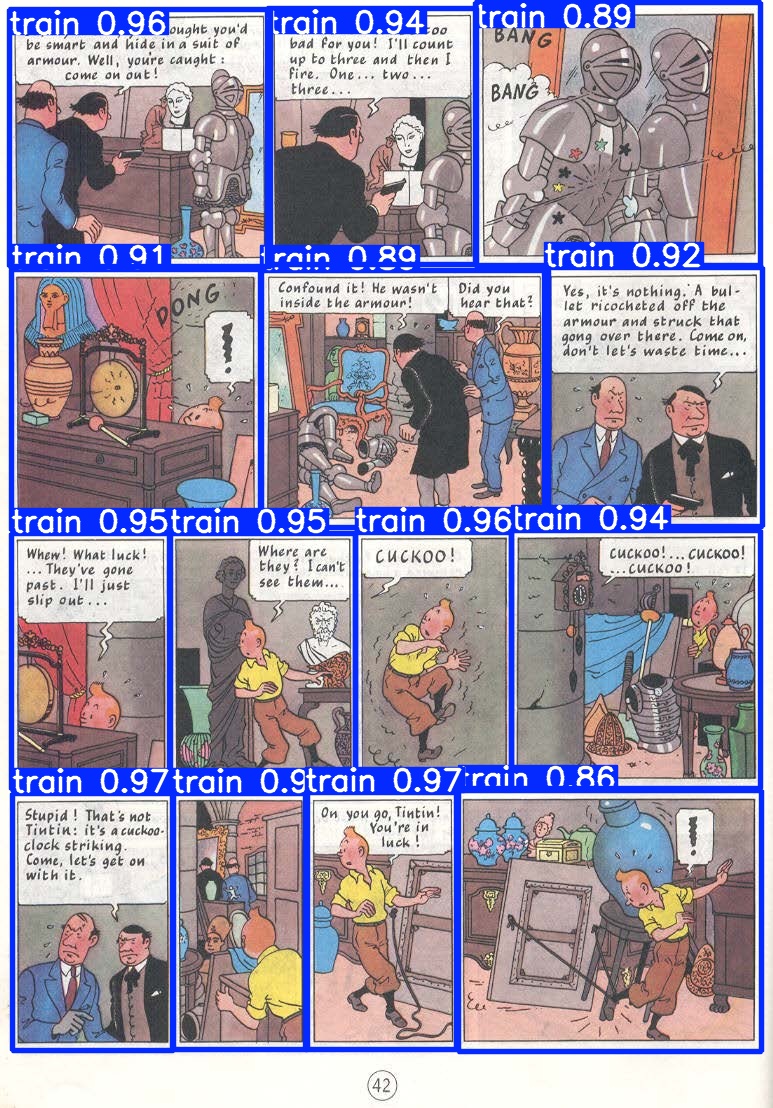 train 0.96
ought you'd
be smart and hide in a suit of
armour. Well, you're caught:
come on out!
train 0.94
too
bad for you! I'll count
up to three and then I
fire. One... two...
three...
train 0.89
BANG
BANG
train 0.91
DONG
train 0.89
Confound it! He wasn't
inside the armour!
Did you
hear that?
train 0.92
Yes, it's nothing. A bul-
let ricocheted off the
armour and struck that
gong over there. Come on,
don't let's waste time...
train 0.95
Whew! What luck!
... They've gone
past. I'll just
slip out...
train 0.95
Where are
they? I can't
see them...
train 0.96
CUCKOO!
train 0.94
CUCKOO!...CUCKOO!
...CUCKOO!
train 0.97
Stupid! That's not
Tintin: it's a cuckoo-
clock striking.
Come, let's get on
with it.
train 0.9
train 0.97
On you go, Tintin!
You're in
luck!
train 0.86
42